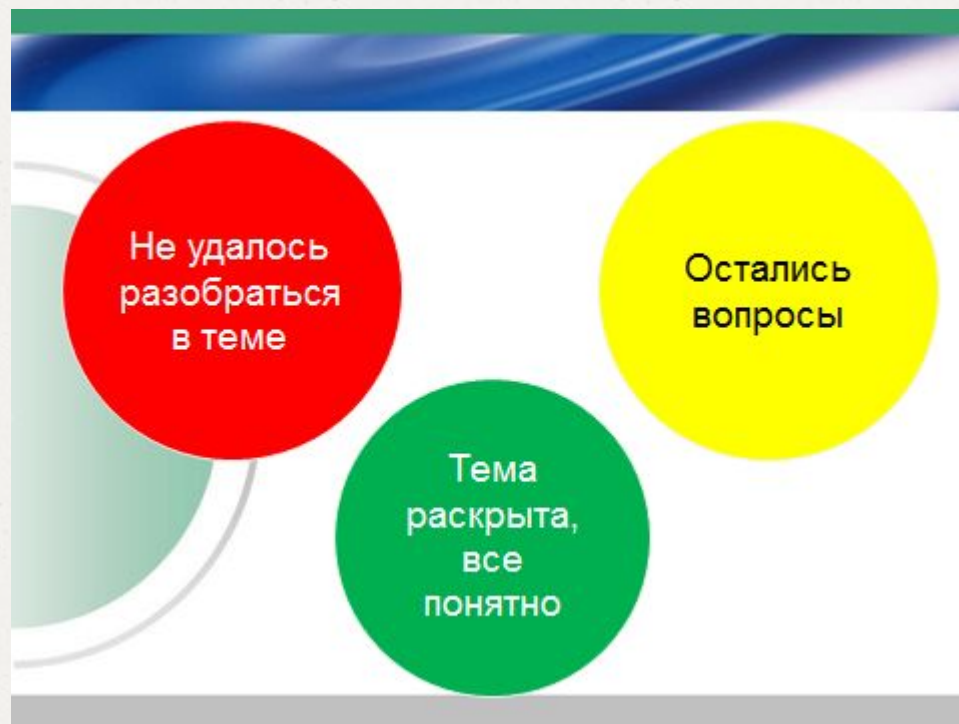 Не удалось
разобраться
в теме
Остались
вопросы
Тема
раскрыта,
все
понятно